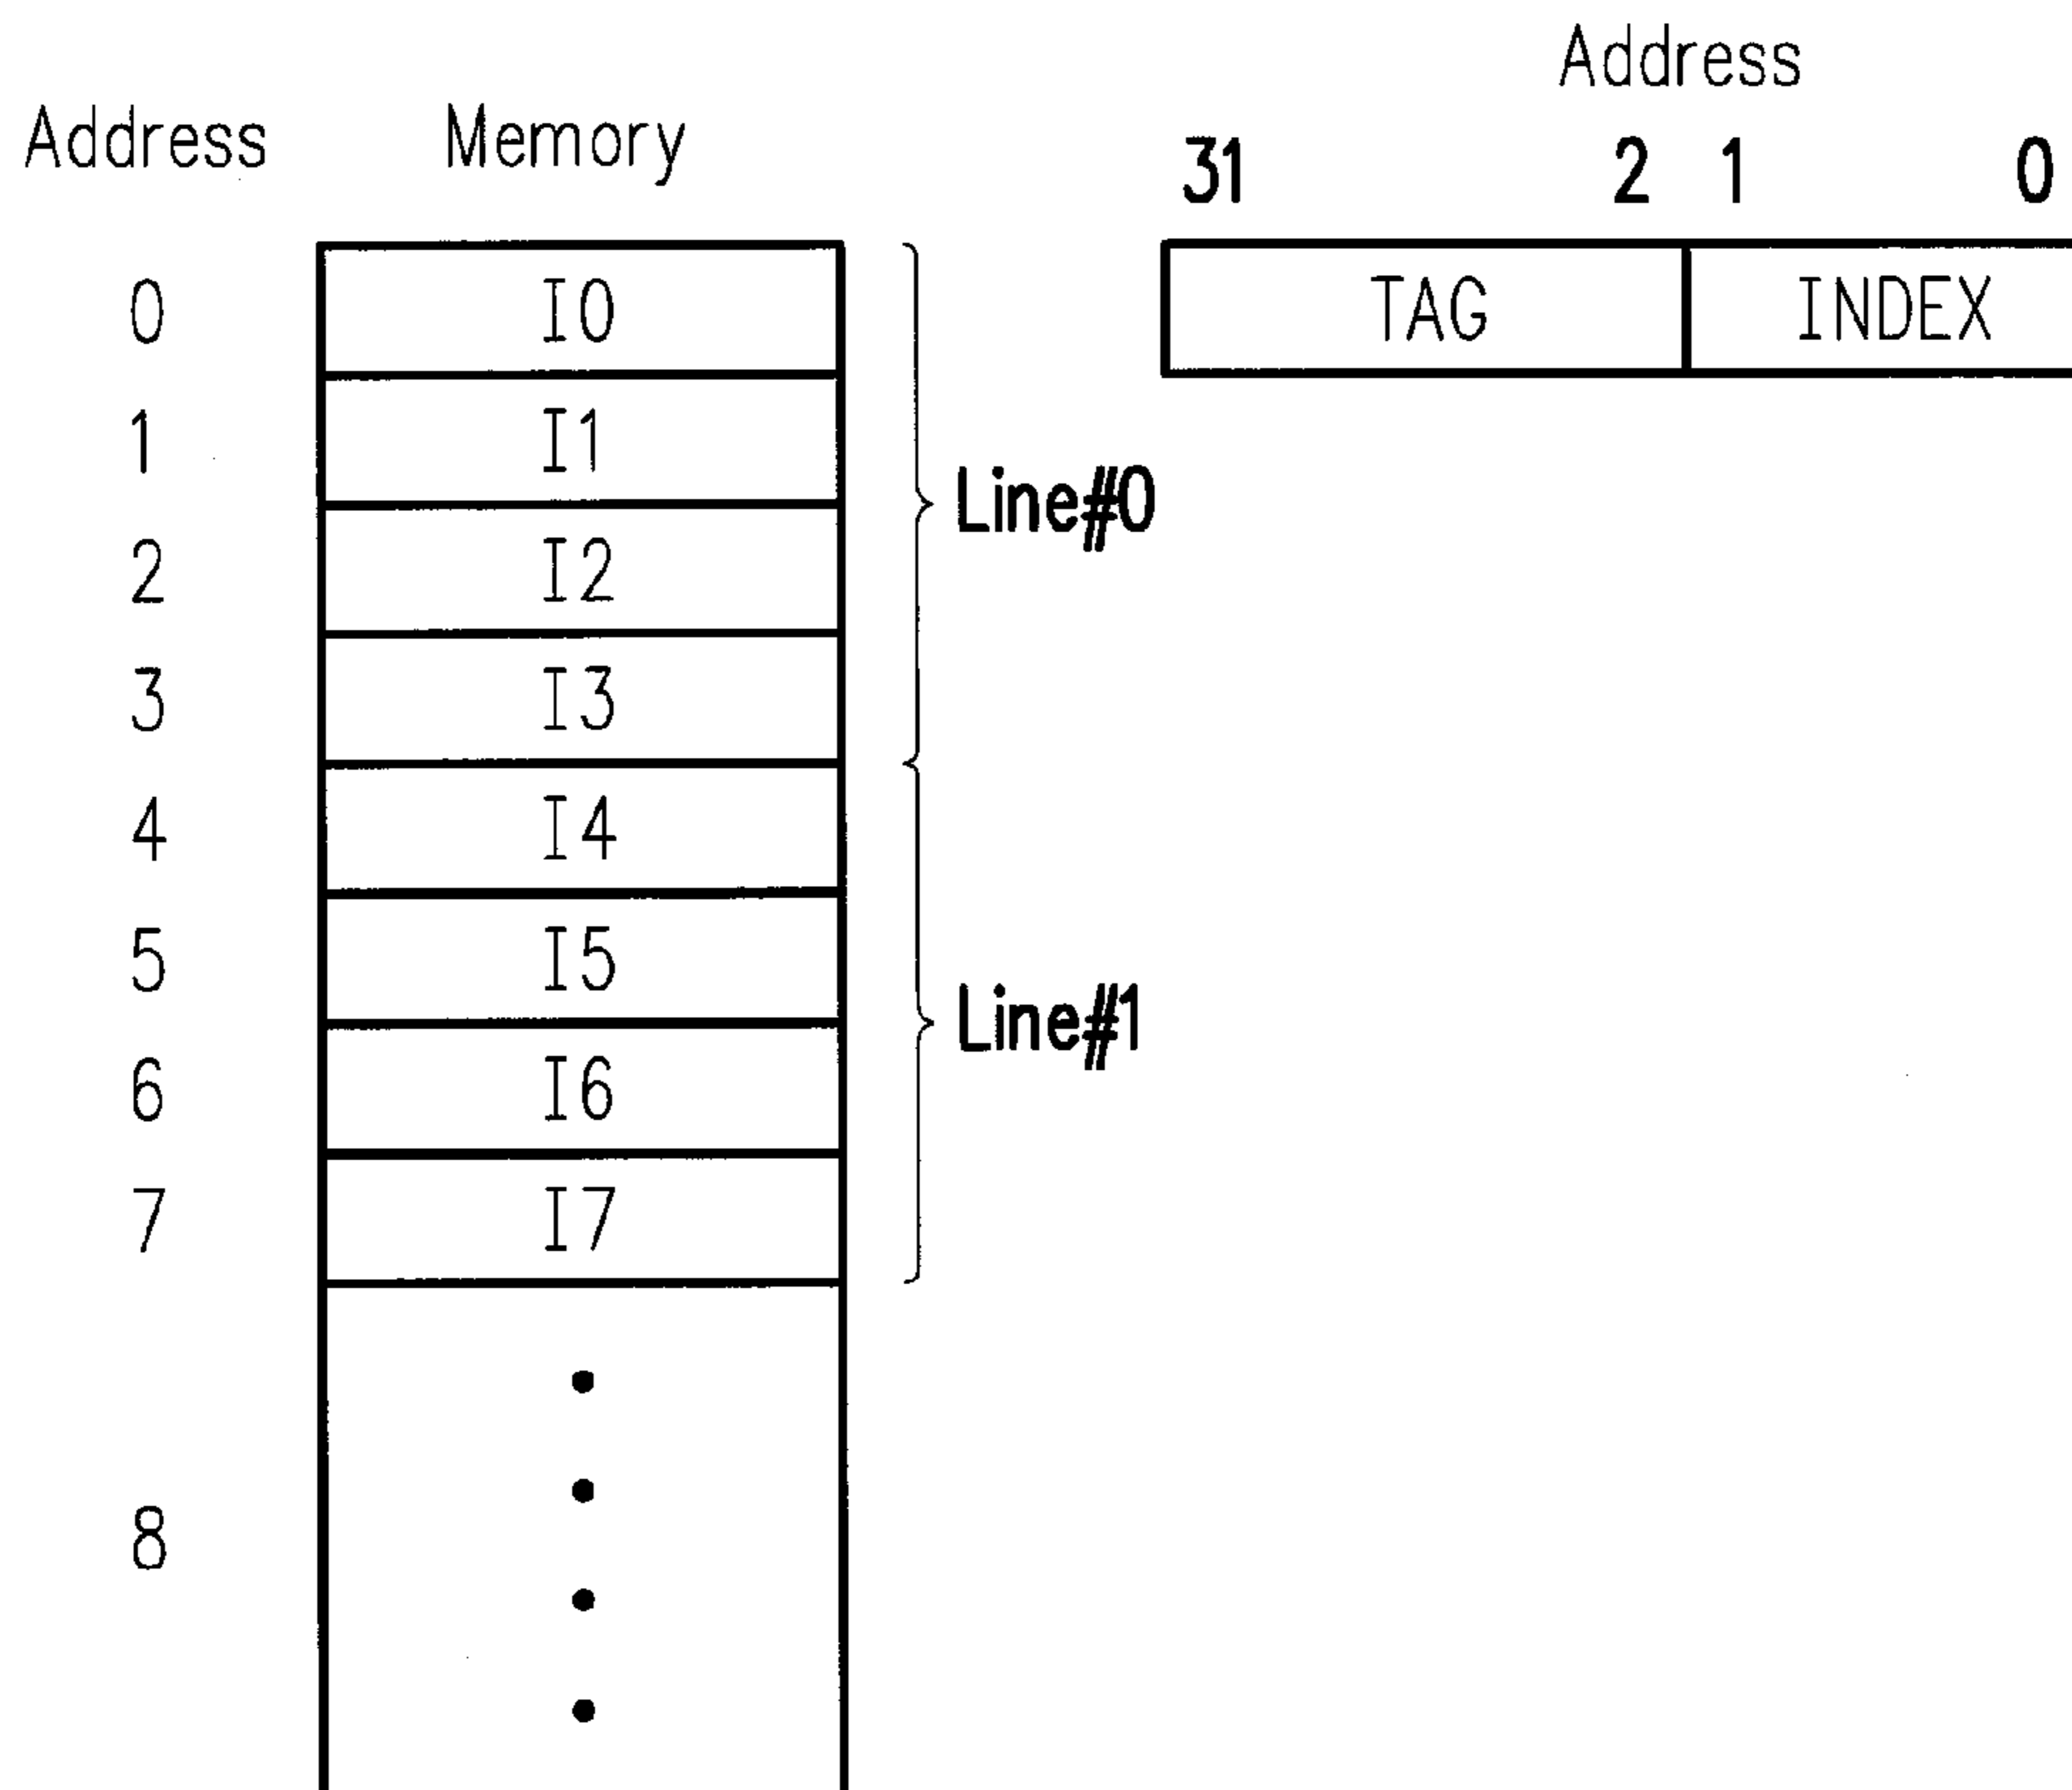 Address Memory
0 I0
1 I1
2 I2
3 I3
Line#0
4 I4
5 I5
6 I6
7 I7
Line#1
8
Address
31 2 1 0
TAG INDEX